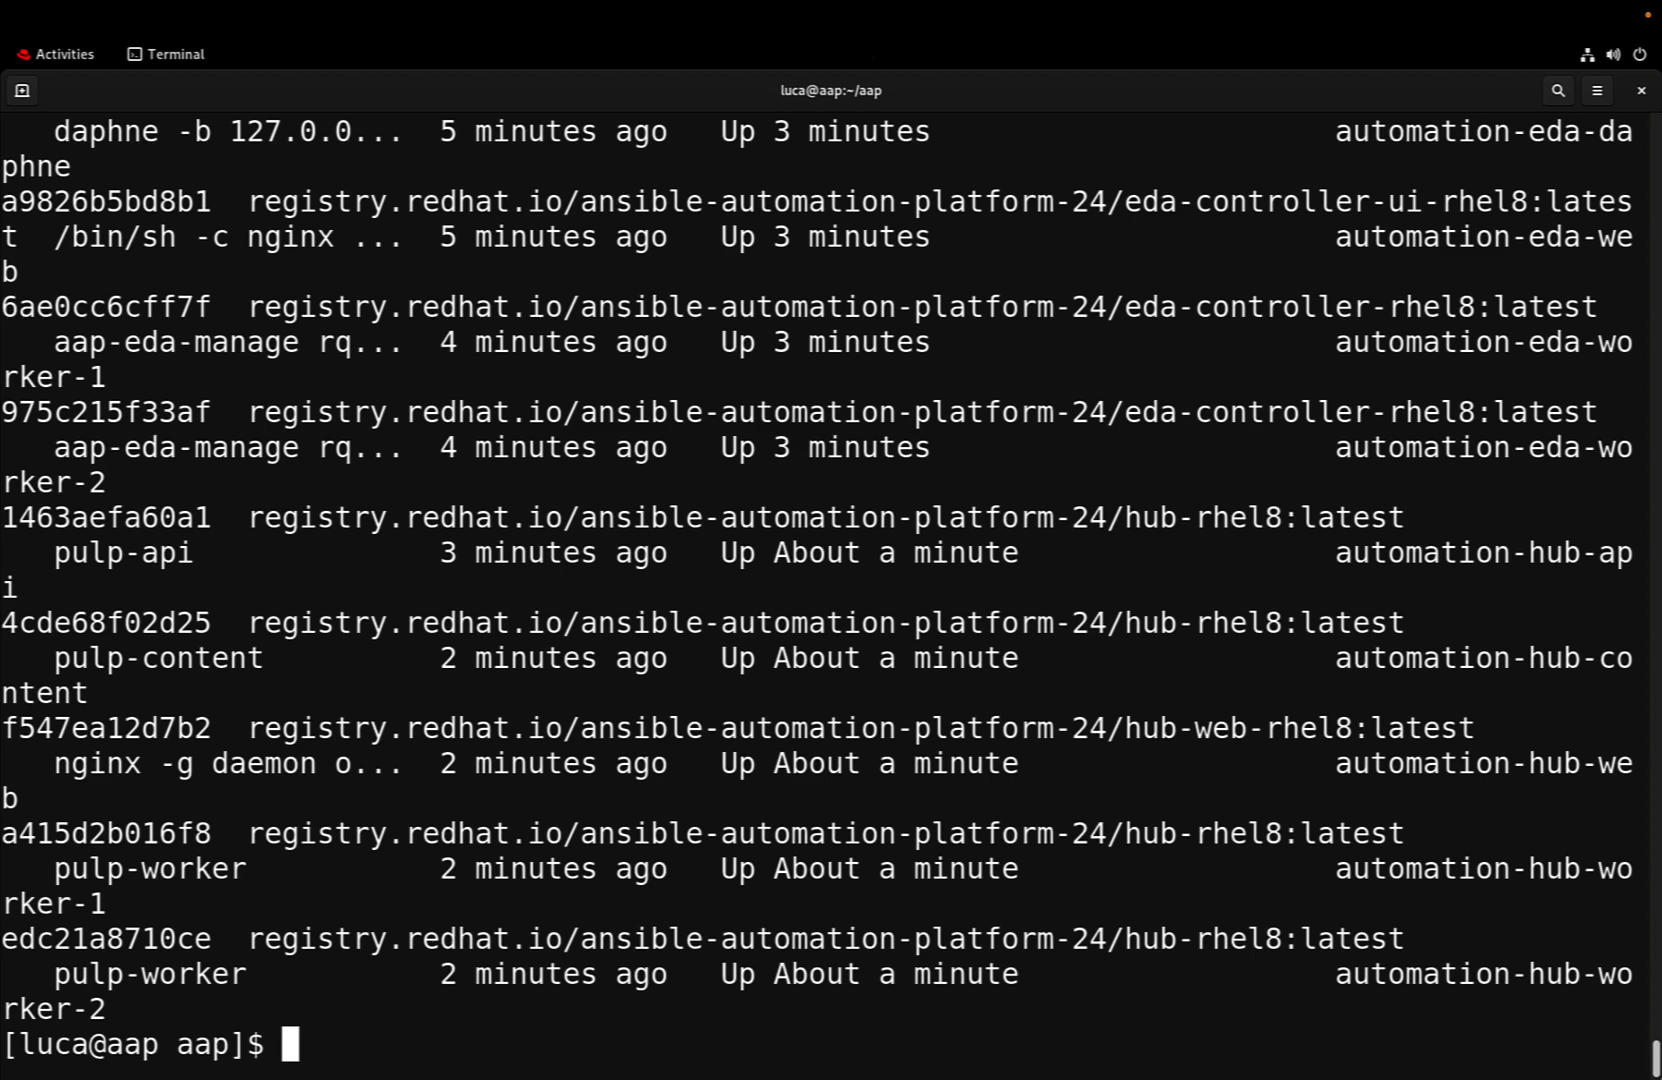 Activities Terminal
luca@aap:~/aap
daphne -b 127.0.0... 5 minutes ago Up 3 minutes automation-eda-da
phne
a9826b5bd8b1 registry.redhat.io/ansible-automation-platform-24/eda-controller-ui-rhel8:lates
t /bin/sh -c nginx ... 5 minutes ago Up 3 minutes automation-eda-we
b
6ae0cc6cff7f registry.redhat.io/ansible-automation-platform-24/eda-controller-rhel8:latest
aap-eda-manage rq... 4 minutes ago Up 3 minutes automation-eda-wo
rker-1
975c215f33af registry.redhat.io/ansible-automation-platform-24/eda-controller-rhel8:latest
aap-eda-manage rq... 4 minutes ago Up 3 minutes automation-eda-wo
rker-2
1463aefa60a1 registry.redhat.io/ansible-automation-platform-24/hub-rhel8:latest
pulp-api 3 minutes ago Up About a minute automation-hub-ap
i
4cde68f02d25 registry.redhat.io/ansible-automation-platform-24/hub-rhel8:latest
pulp-content 2 minutes ago Up About a minute automation-hub-co
ntent
f547ea12d7b2 registry.redhat.io/ansible-automation-platform-24/hub-web-rhel8:latest
nginx -g daemon o... 2 minutes ago Up About a minute automation-hub-we
b
a415d2b016f8 registry.redhat.io/ansible-automation-platform-24/hub-rhel8:latest
pulp-worker 2 minutes ago Up About a minute automation-hub-wo
rker-1
edc21a8710ce registry.redhat.io/ansible-automation-platform-24/hub-rhel8:latest
pulp-worker 2 minutes ago Up About a minute automation-hub-wo
rker-2
[luca@aap aap]$